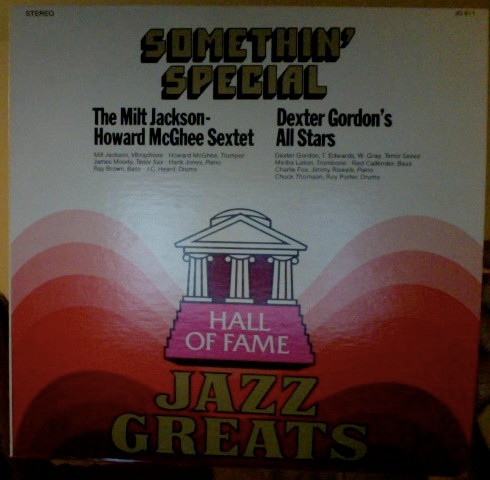 STEREO
SOMETHIN'
SPECIAL
The Milt Jackson-
Howard McGhee Sextet
Milt Jackson, Vibraphone Howard McGhee, Trumpet
James Moody, Tenor Sax Hank Jones, Piano
Ray Brown, Bass J.C. Heard, Drums
Dexter Gordon's
All Stars
Dexter Gordon, T. Edwards, W. Gray, Tenor Saxes
Melba Liston, Trombone Red Callender, Bass
Charlie Fox, Jimmy Rowels, Piano
Chuck Thomson, Roy Porter, Drums
HALL
OF FAME
JAZZ
GREATS